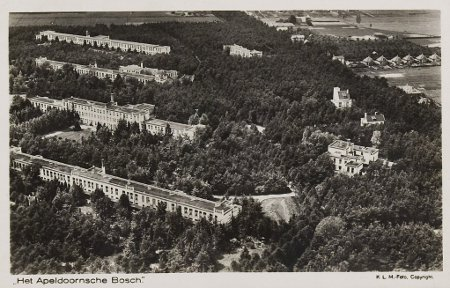 „Het Apeldoornsche Bosch."
K. L. M.-Foto, Copyright.